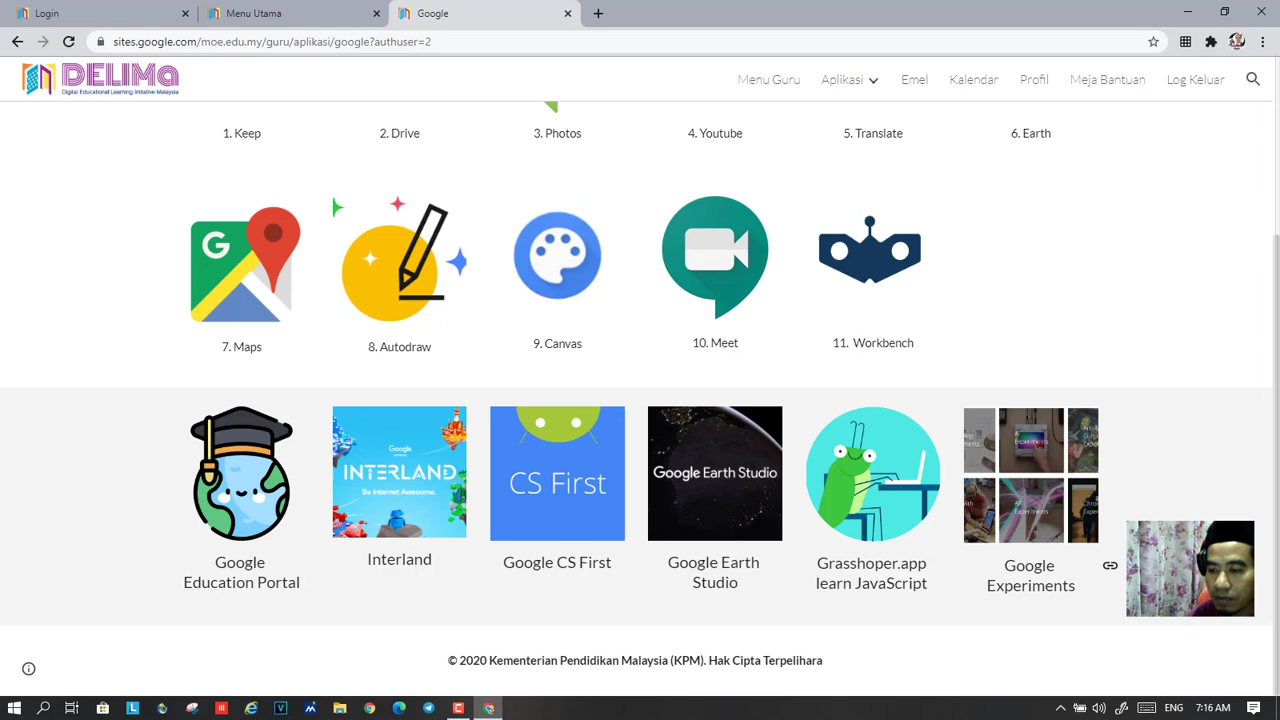 Login
Menu Utama
Google
sites.google.com/moe.edu.my/guru/aplikasi/google?authuser=2
DELIMa
Digital Educational Learning Initiative Malaysia
Menu Guru
Aplikasi
Emel
Kalendar
Profil
Meja Bantuan
Log Keluar
1. Keep
2. Drive
3. Photos
4. Youtube
5. Translate
6. Earth
G
7. Maps
8. Autodraw
9. Canvas
10. Meet
11. Workbench
Google
INTERLAND
Be Internet Awesome.
CS First
Google Earth Studio
Experiments
Experiments
Google
Education Portal
Interland
Google CS First
Google Earth
Studio
Grasshoper.app
learn JavaScript
Google
Experiments
© 2020 Kementerian Pendidikan Malaysia (KPM). Hak Cipta Terpelihara
L
V
ENG
7:16 AM